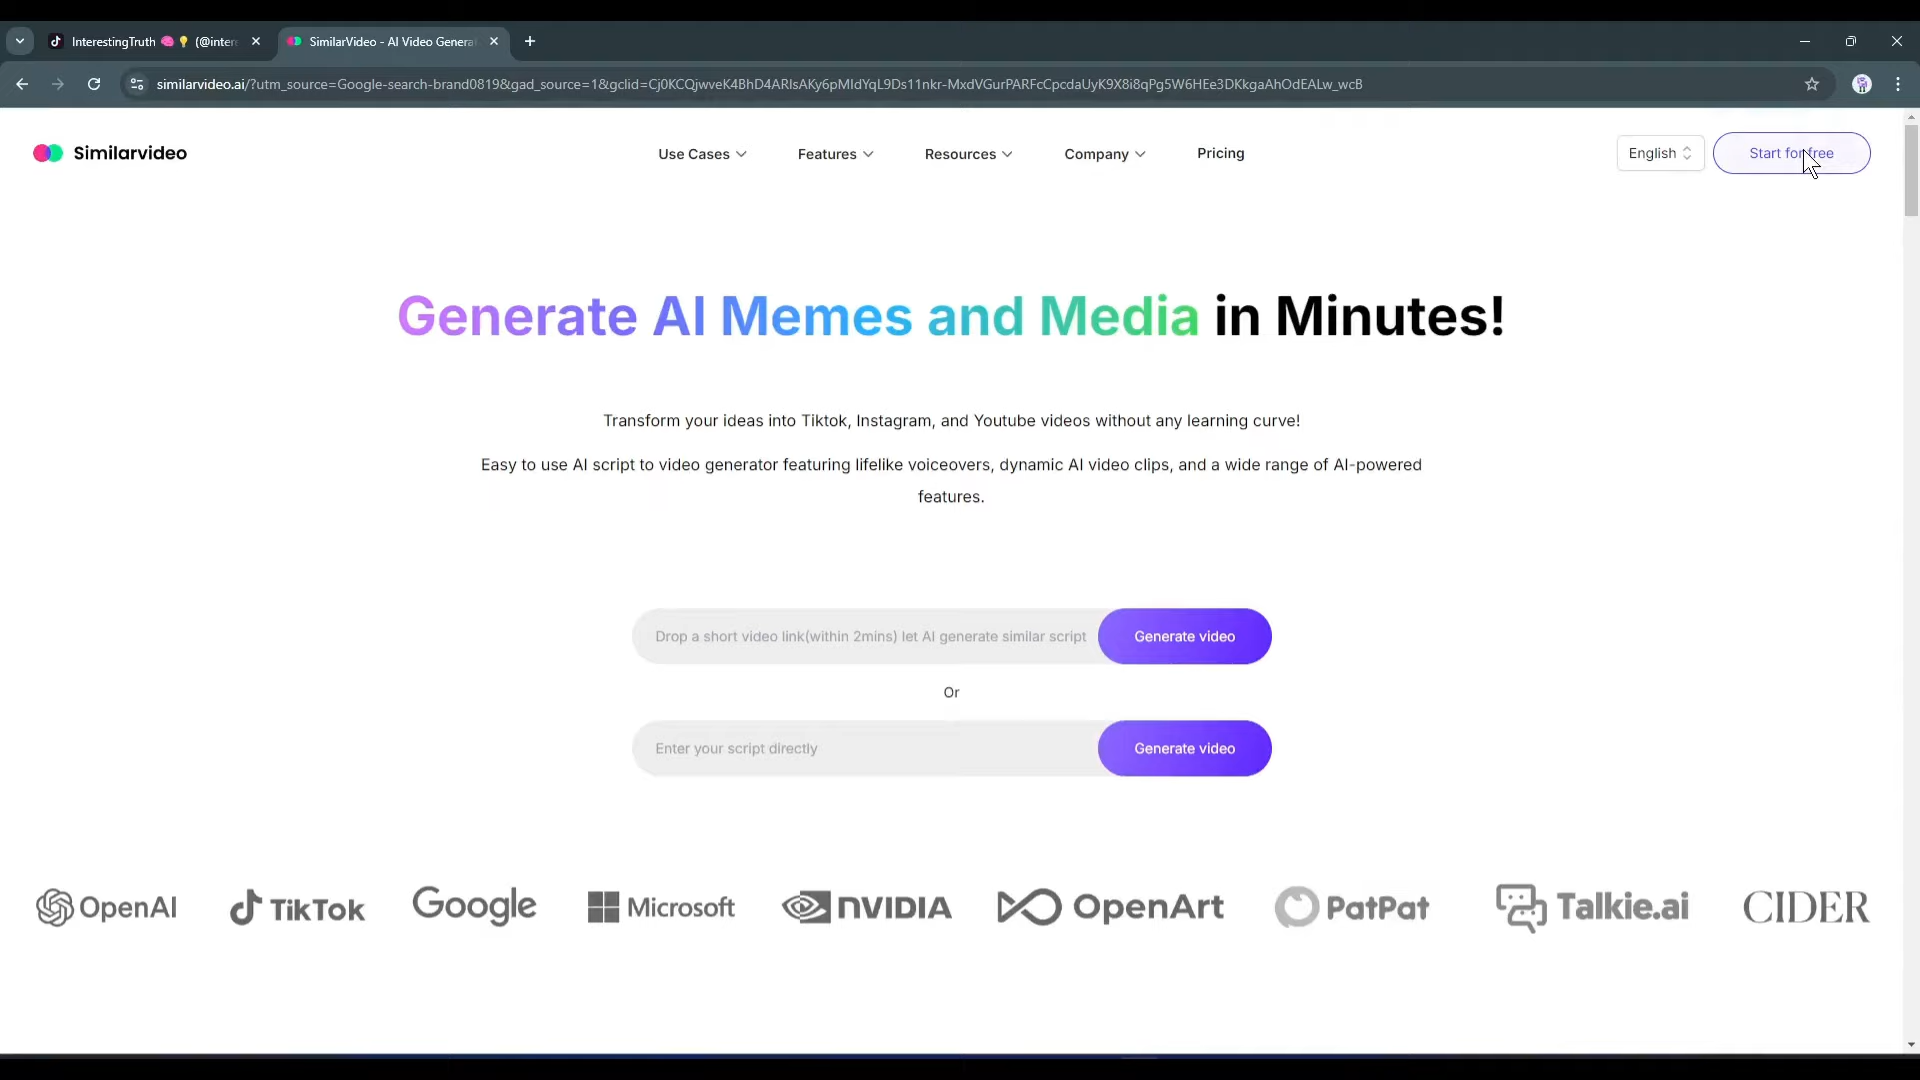 InterestingTruth 🧠💡 (@inter
SimilarVideo - AI Video Genera
similarvideo.ai/?utm_source=Google-search-brand0819&gad_source=1&gclid=Cj0KCQjwveK4BhD4ARIsAKy6pMIdYqL9Ds11nkr-MxdVGurPARFcCpcdaUyK9X8i8qPg5W6HEe3DKkgaAhOdEALw_wcB
Similarvideo
Use Cases
Features
Resources
Company
Pricing
English
Start for free
Generate AI Memes and Media in Minutes!
Transform your ideas into Tiktok, Instagram, and Youtube videos without any learning curve!
Easy to use AI script to video generator featuring lifelike voiceovers, dynamic AI video clips, and a wide range of AI-powered
features.
Drop a short video link(within 2mins) let AI generate similar script
Generate video
Or
Enter your script directly
Generate video
OpenAI
TikTok
Google
Microsoft
NVIDIA
OpenArt
PatPat
Talkie.ai
CIDER